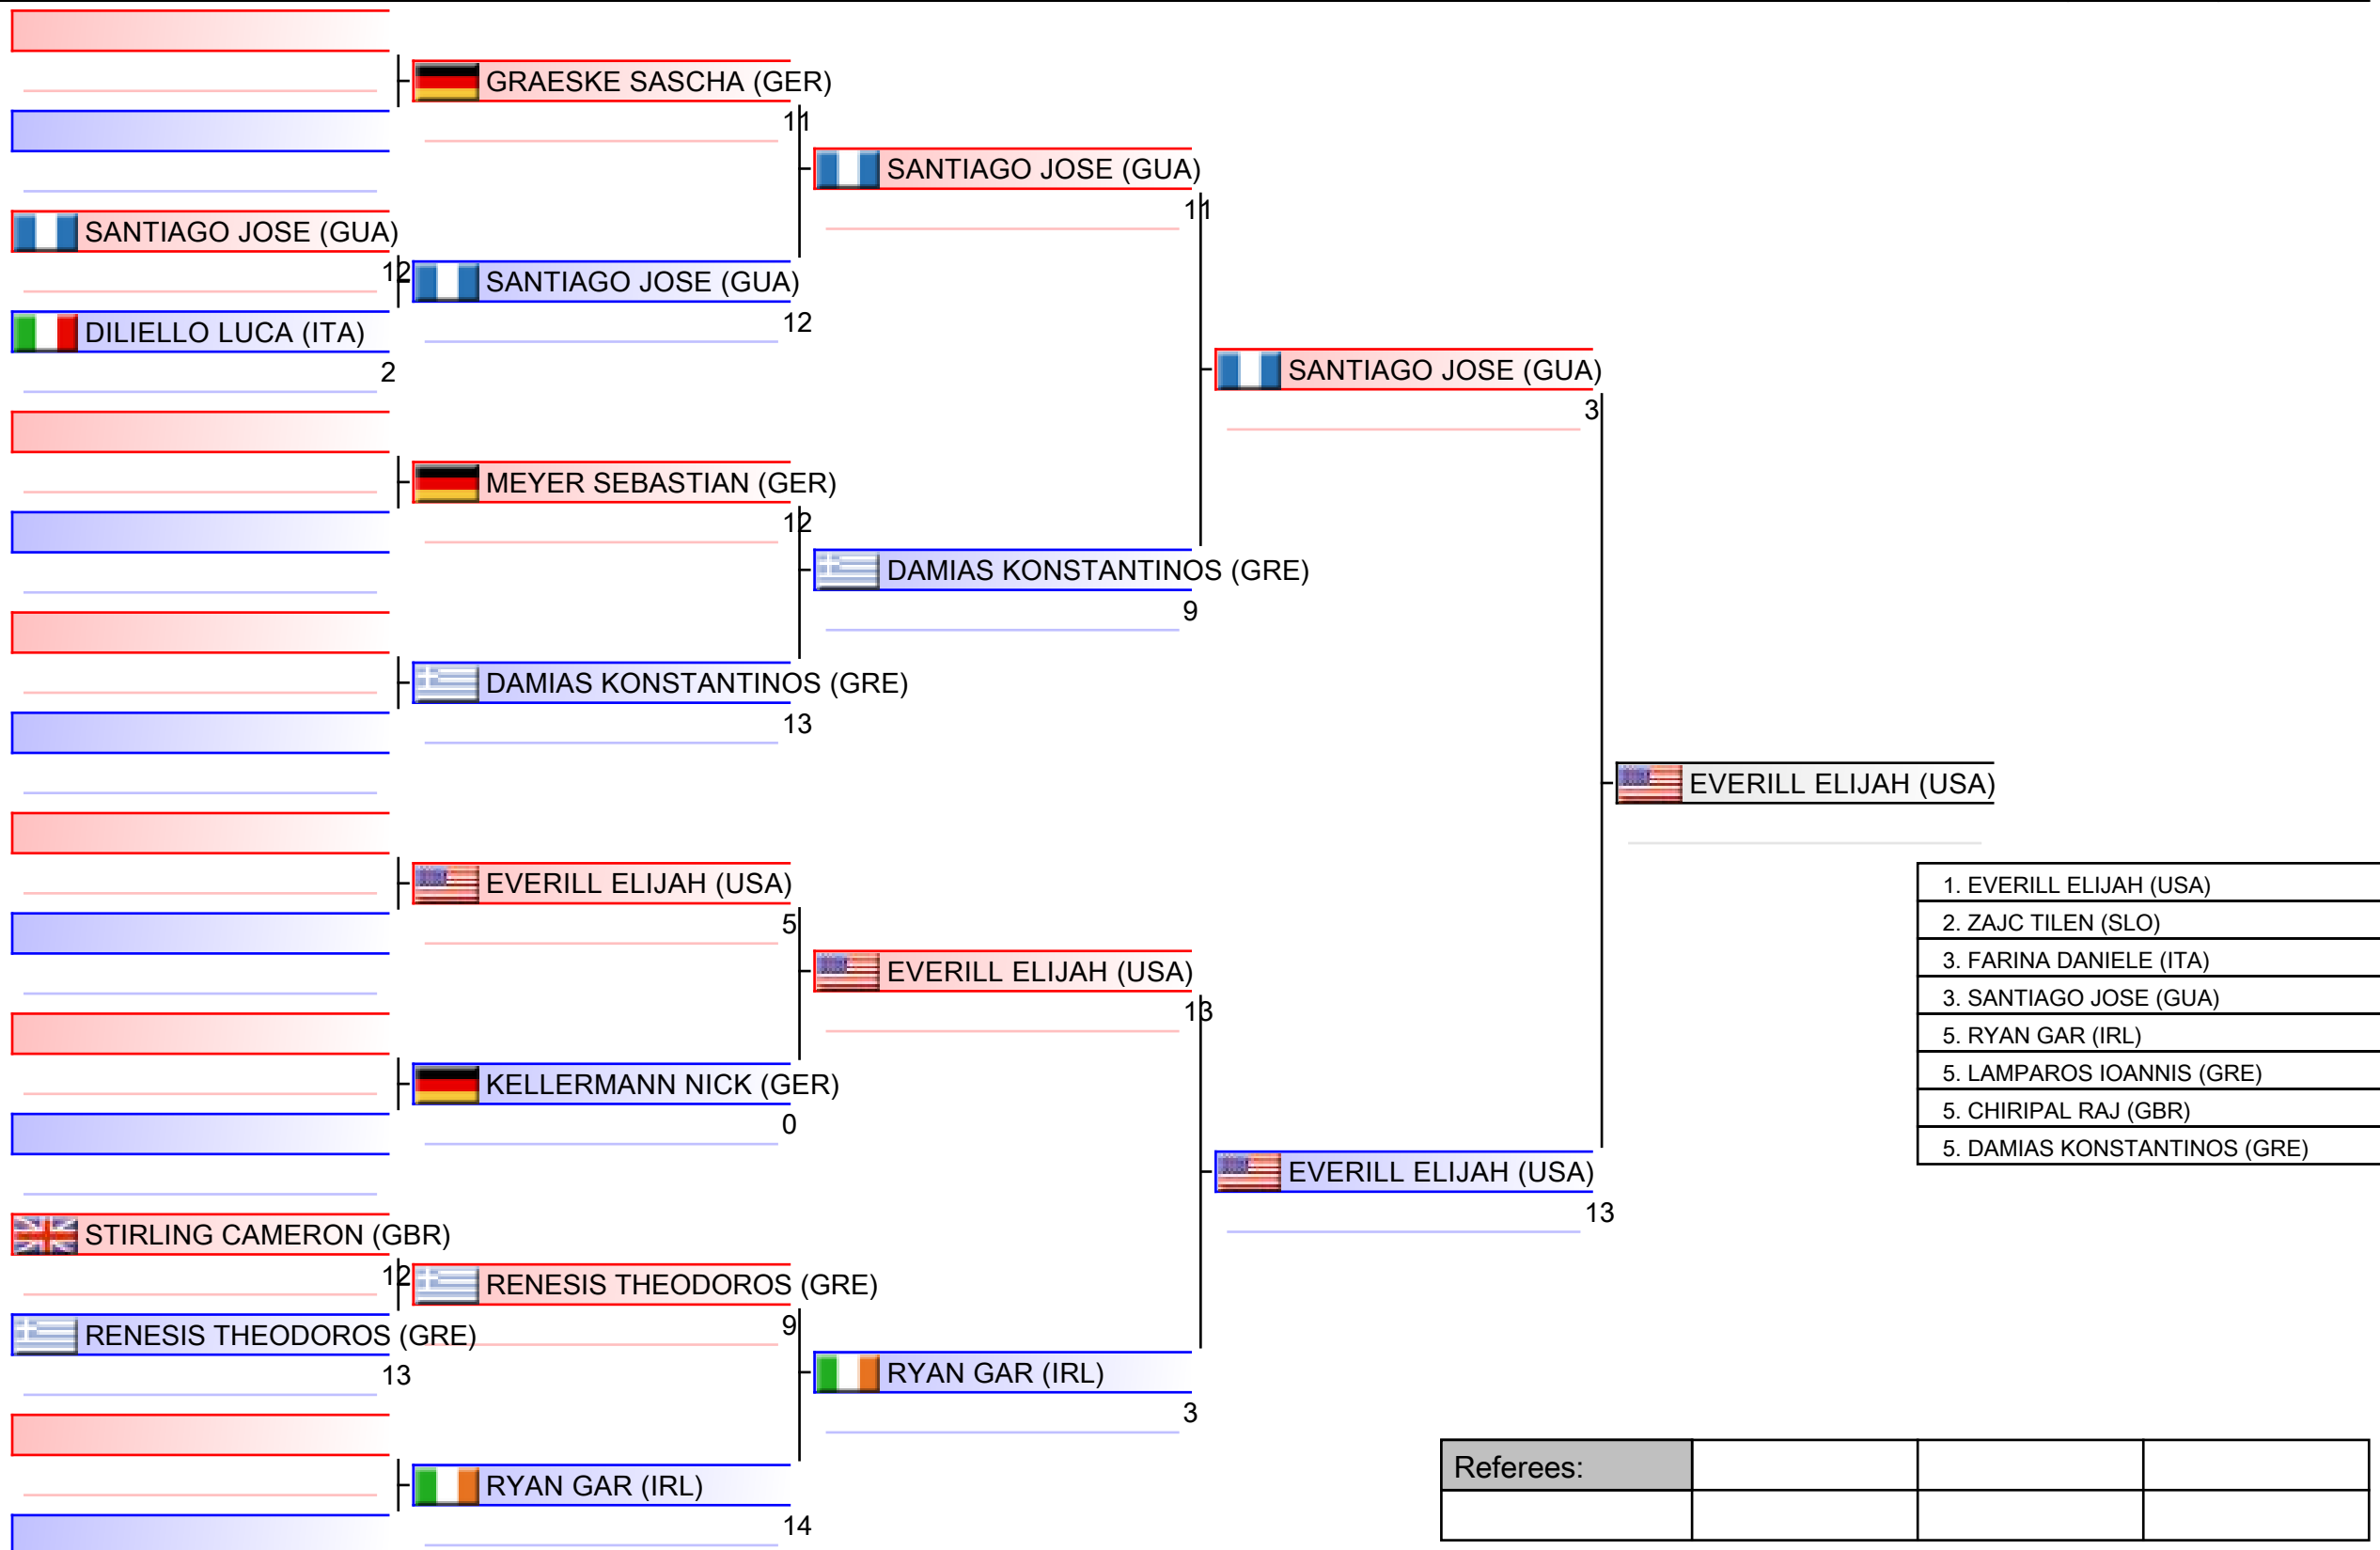 GRAESKE SASCHA (GER)
11
SANTIAGO JOSE (GUA)
11
SANTIAGO JOSE (GUA)
12
SANTIAGO JOSE (GUA)
12
DILIELLO LUCA (ITA)
2
SANTIAGO JOSE (GUA)
3
MEYER SEBASTIAN (GER)
12
DAMIAS KONSTANTINOS (GRE)
9
DAMIAS KONSTANTINOS (GRE)
13
EVERILL ELIJAH (USA)
EVERILL ELIJAH (USA)
5
EVERILL ELIJAH (USA)
13
KELLERMANN NICK (GER)
0
EVERILL ELIJAH (USA)
13
STIRLING CAMERON (GBR)
12
RENESIS THEODOROS (GRE)
9
RENESIS THEODOROS (GRE)
13
RYAN GAR (IRL)
3
RYAN GAR (IRL)
14
1. EVERILL ELIJAH (USA)
2. ZAJC TILEN (SLO)
3. FARINA DANIELE (ITA)
3. SANTIAGO JOSE (GUA)
5. RYAN GAR (IRL)
5. LAMPAROS IOANNIS (GRE)
5. CHIRIPAL RAJ (GBR)
5. DAMIAS KONSTANTINOS (GRE)
Referees: